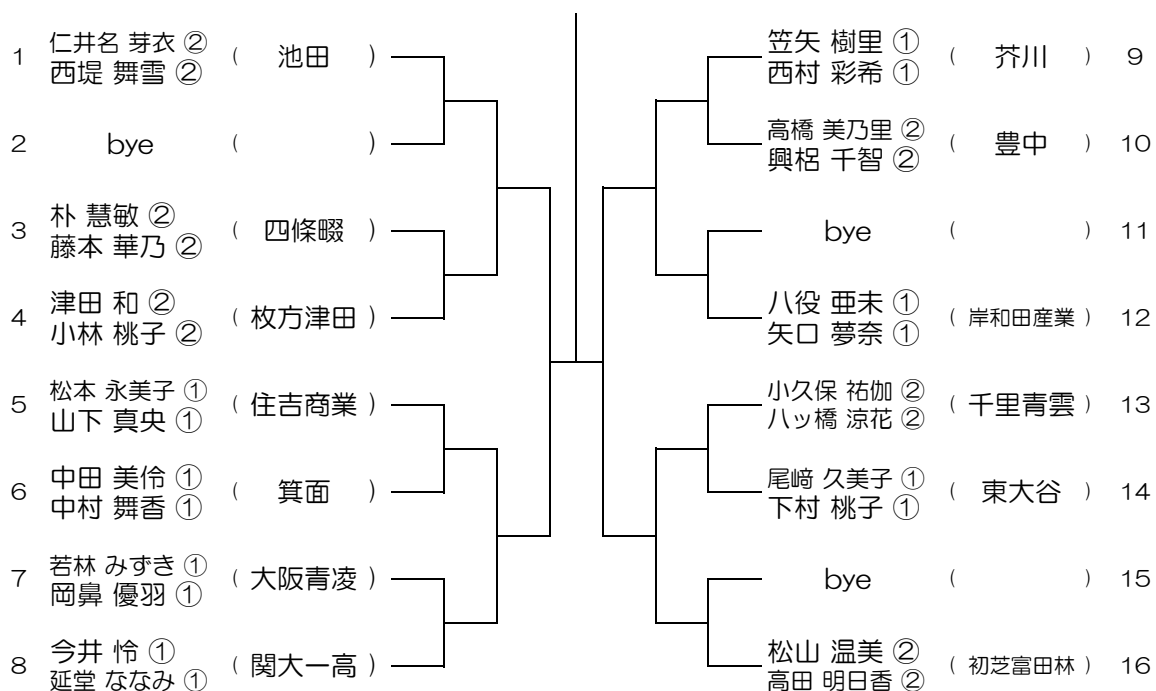 1 仁井名 芽衣 ② ( 池田 )
西堤 舞雪 ②
2 bye ( )
3 朴 慧敏 ② ( 四條畷 )
藤本 華乃 ②
4 津田 和 ② ( 枚方津田 )
小林 桃子 ②
5 松本 永美子 ① ( 住吉商業 )
山下 真央 ①
6 中田 美伶 ① ( 箕面 )
中村 舞香 ①
7 若林 みずき ① ( 大阪青凌 )
岡鼻 優羽 ①
8 今井 怜 ① ( 関大一高 )
延堂 ななみ ①
笠矢 樹里 ① ( 芥川 ) 9
西村 彩希 ①
高橋 美乃里 ② ( 豊中 ) 10
興梠 千智 ②
bye ( ) 11
八役 亜未 ① ( 岸和田産業 ) 12
矢口 夢奈 ①
小久保 祐伽 ② ( 千里青雲 ) 13
八ッ橋 涼花 ②
尾﨑 久美子 ① ( 東大谷 ) 14
下村 桃子 ①
bye ( ) 15
松山 温美 ② ( 初芝富田林 ) 16
高田 明日香 ②